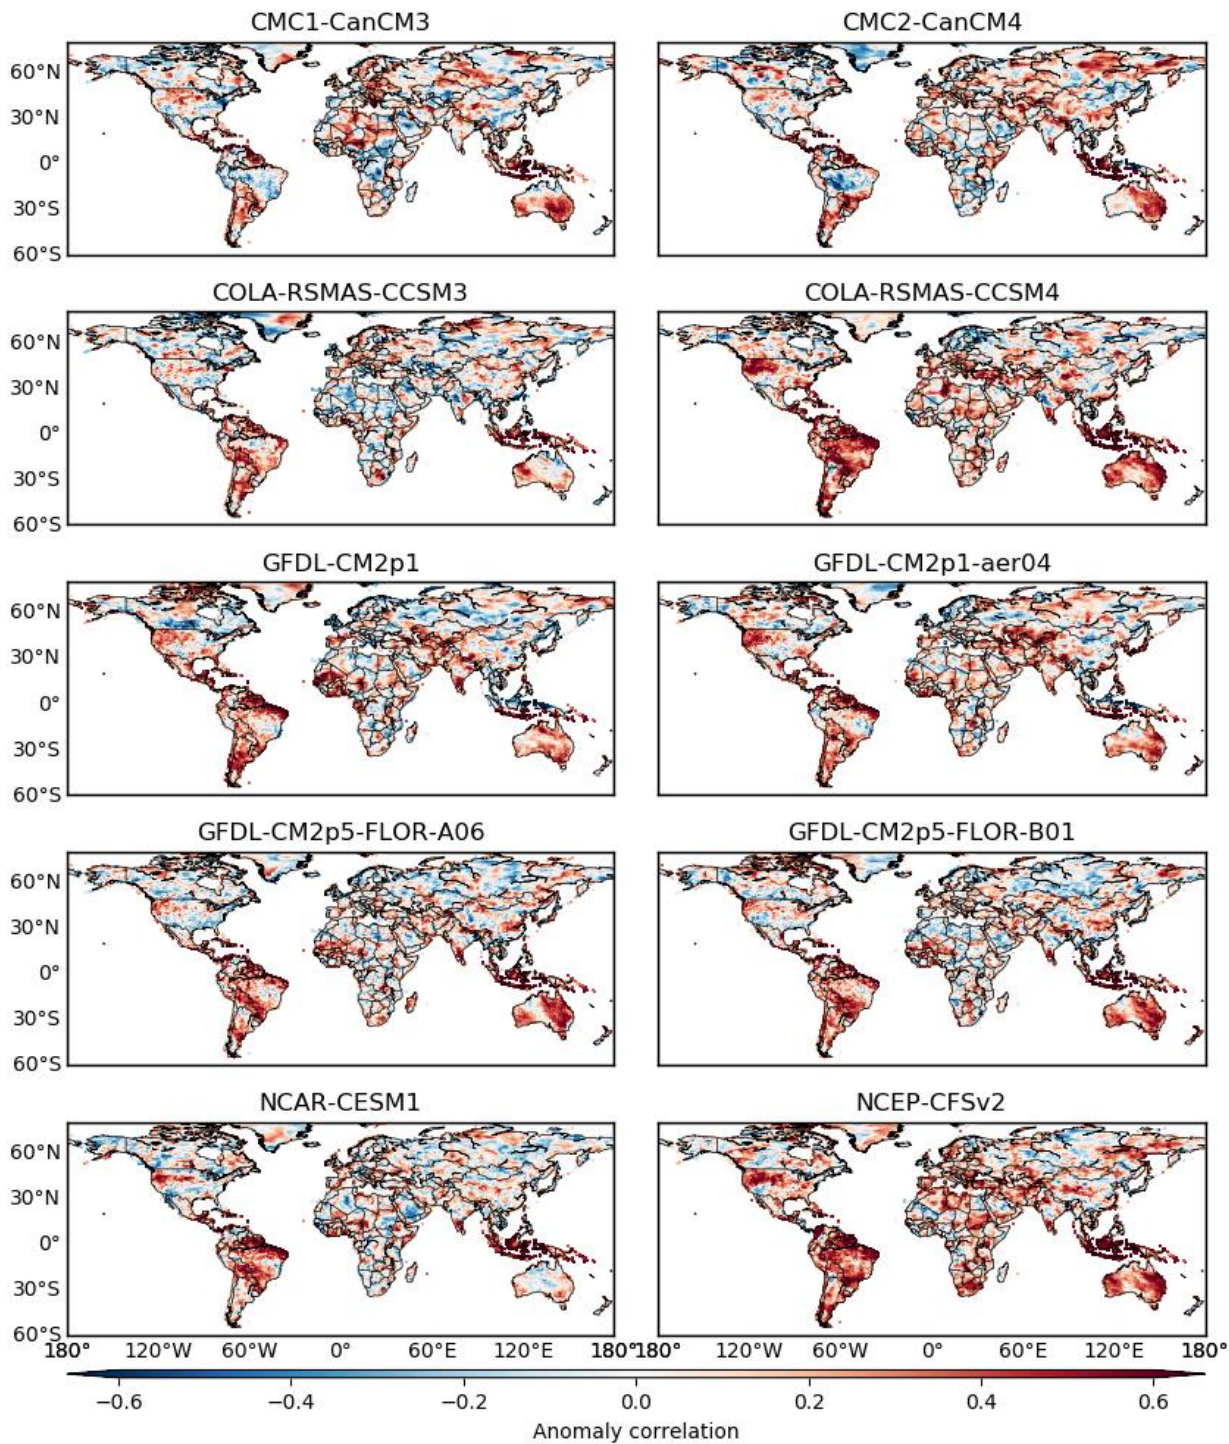 CMC1-CanCM3 CMC2-CanCM4
60°N
30°N
0°
30°S
60°S
COLA-RSMAS-CCSM3 COLA-RSMAS-CCSM4
60°N
30°N
0°
30°S
60°S
GFDL-CM2p1 GFDL-CM2p1-aer04
60°N
30°N
0°
30°S
60°S
GFDL-CM2p5-FLOR-A06 GFDL-CM2p5-FLOR-B01
60°N
30°N
0°
30°S
60°S
NCAR-CESM1 NCEP-CFSv2
60°N
30°N
0°
30°S
60°S
180° 120°W 60°W 0° 60°E 120°E 180° 180° 120°W 60°W 0° 60°E 120°E 180°
−0.6 −0.4 −0.2 0.0 0.2 0.4 0.6
Anomaly correlation